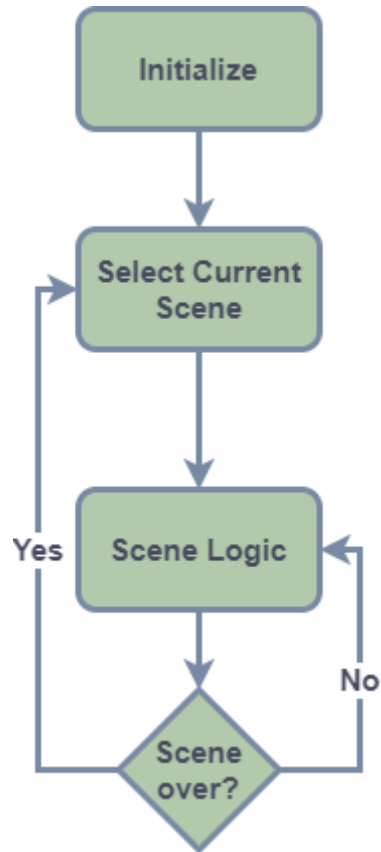 Initialize
Select Current
Scene
Scene Logic
Yes
No
Scene
over?